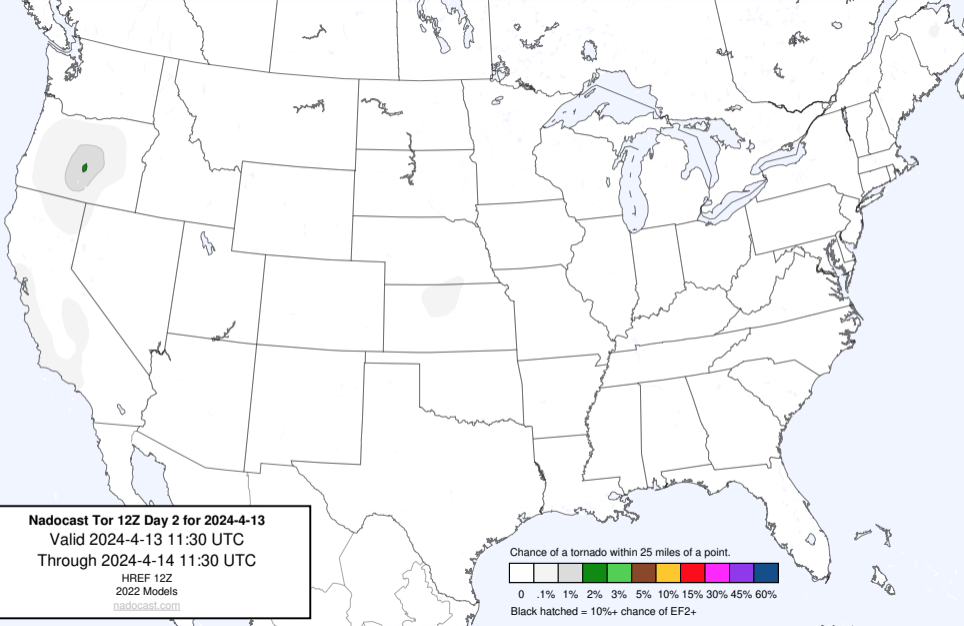 Nadocast Tor 12Z Day 2 for 2024-4-13
Valid 2024-4-13 11:30 UTC
Through 2024-4-14 11:30 UTC
HREF 12Z
2022 Models
nadocast.com
Chance of a tornado within 25 miles of a point.
0 .1% 1% 2% 3% 5% 10% 15% 30% 45% 60%
Black hatched = 10%+ chance of EF2+